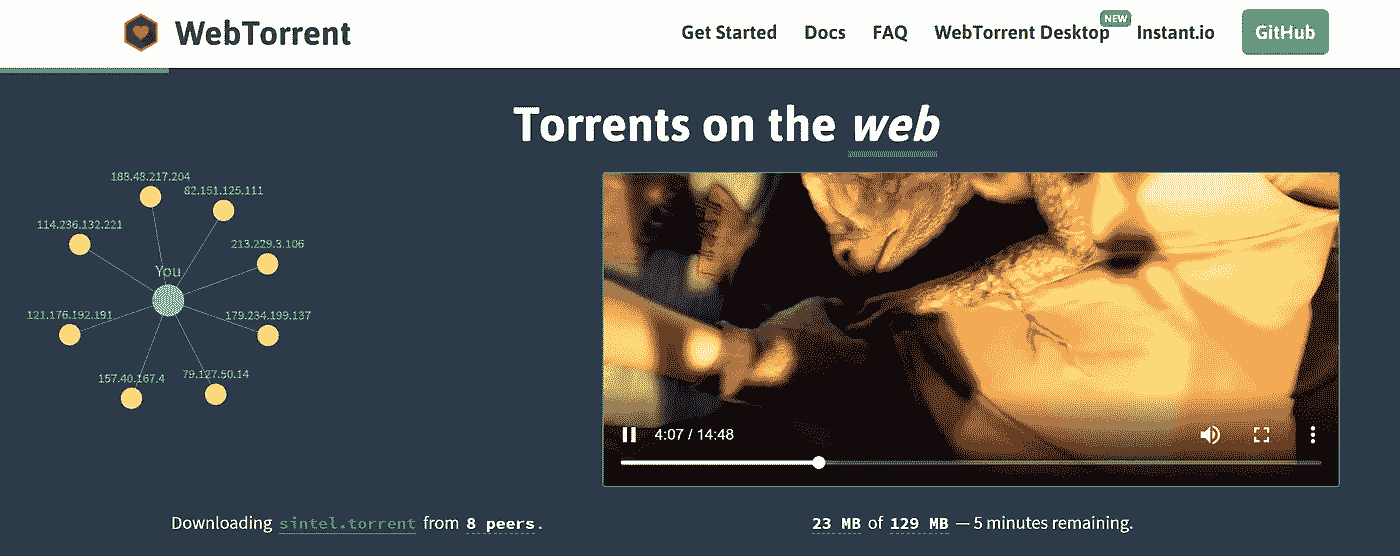 WebTorrent
Get Started Docs FAQ WebTorrent Desktop NEW Instant.io GitHub
Torrents on the web
188.48.217.204
82.151.125.111
114.236.132.221
213.229.3.106
You
121.176.192.191
179.234.199.137
157.40.167.4
79.127.50.14
4:07 / 14:48
Downloading sintel.torrent from 8 peers.
23 MB of 129 MB — 5 minutes remaining.